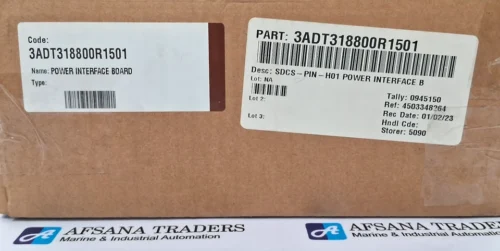 Code:
3ADT318800R1501
Name: POWER INTERFACE BOARD
Type:
PART: 3ADT318800R1501
Desc: SDCS-PIN-H01 POWER INTERFACE B
Lot: NA
Lot 2:
Lot 3:
Tally: 0945150
Ref: 4503348264
Rec Date: 01/02/23
Hndl Cde:
Storer: 5090
AFSANA TRADERS
Marine & Industrial Automation
AFSANA TRADERS
Marine & Industrial Automation